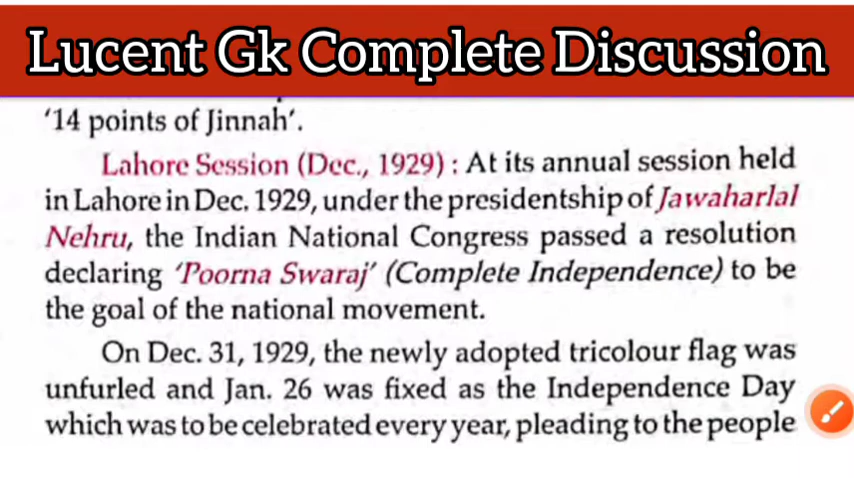 Lucent Gk Complete Discussion
'14 points of Jinnah'.
Lahore Session (Dec., 1929) : At its annual session held
in Lahore in Dec. 1929, under the presidentship of Jawaharlal
Nehru, the Indian National Congress passed a resolution
declaring 'Poorna Swaraj' (Complete Independence) to be
the goal of the national movement.
On Dec. 31, 1929, the newly adopted tricolour flag was
unfurled and Jan. 26 was fixed as the Independence Day
which was to be celebrated every year, pleading to the people